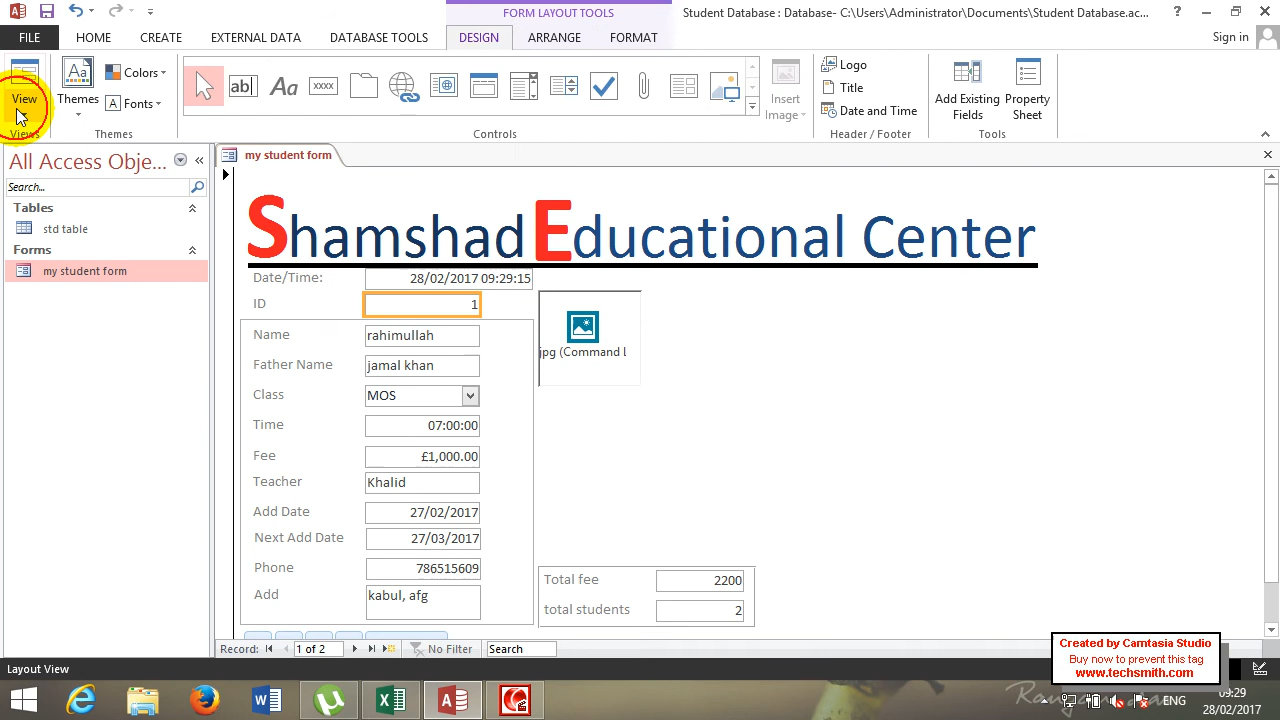 FORM LAYOUT TOOLS
Student Database : Database- C:\Users\Administrator\Documents\Student Database.ac...
?
FILE
HOME
CREATE
EXTERNAL DATA
DATABASE TOOLS
DESIGN
ARRANGE
FORMAT
Sign in
View
Views
Aa
Themes
Colors
A Fonts
Themes
ab
Aa
xxxx
Controls
Insert
Image
Logo
Title
Date and Time
Header / Footer
Add Existing
Fields
Property
Sheet
Tools
All Access Obje...
Search...
Tables
std table
Forms
my student form
my student form
Shamshad Educational Center
Date/Time:
28/02/2017 09:29:15
ID
1
Name
rahimullah
Father Name
jamal khan
Class
MOS
Time
07:00:00
Fee
£1,000.00
Teacher
Khalid
Add Date
27/02/2017
Next Add Date
27/03/2017
Phone
786515609
Add
kabul, afg
jpg (Command L
Total fee
2200
total students
2
Record:
1 of 2
No Filter
Search
Layout View
Created by Camtasia Studio
Buy now to prevent this tag
www.techsmith.com
ENG
09:29
28/02/2017